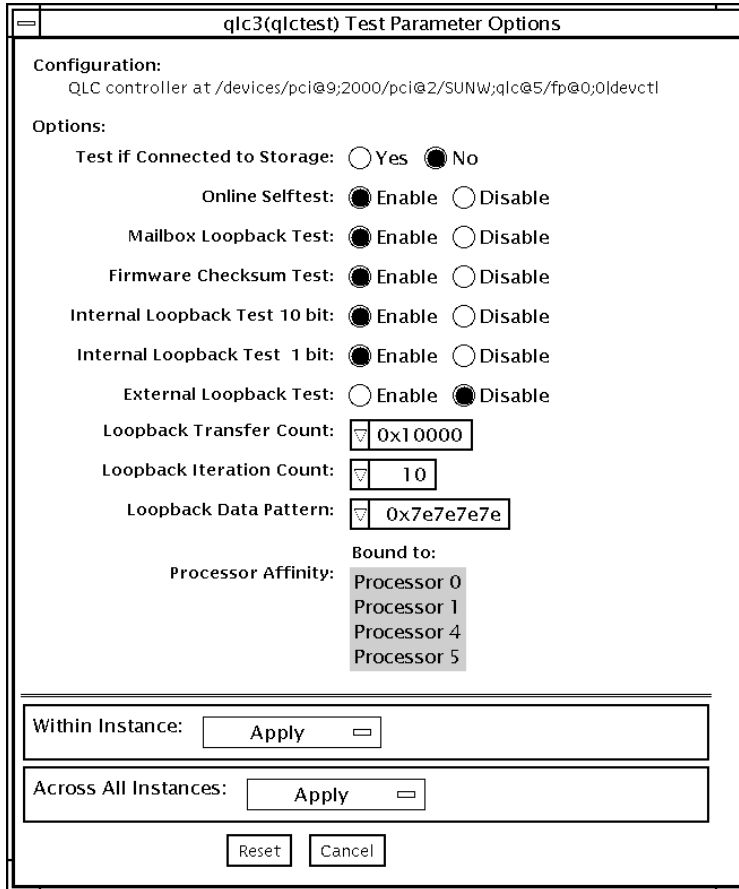 qlc3(qlctest) Test Parameter Options
Configuration:
QLC controller at /devices/pci@9;2000/pci@2/SUNW;qlc@5/fp@0;0|devctl
Options:
Test if Connected to Storage: Yes No
Online Selftest: Enable Disable
Mailbox Loopback Test: Enable Disable
Firmware Checksum Test: Enable Disable
Internal Loopback Test 10 bit: Enable Disable
Internal Loopback Test 1 bit: Enable Disable
External Loopback Test: Enable Disable
Loopback Transfer Count: 0x10000
Loopback Iteration Count: 10
Loopback Data Pattern: 0x7e7e7e7e
Bound to:
Processor Affinity:
Processor 0
Processor 1
Processor 4
Processor 5
Within Instance: Apply
Across All Instances: Apply
Reset Cancel